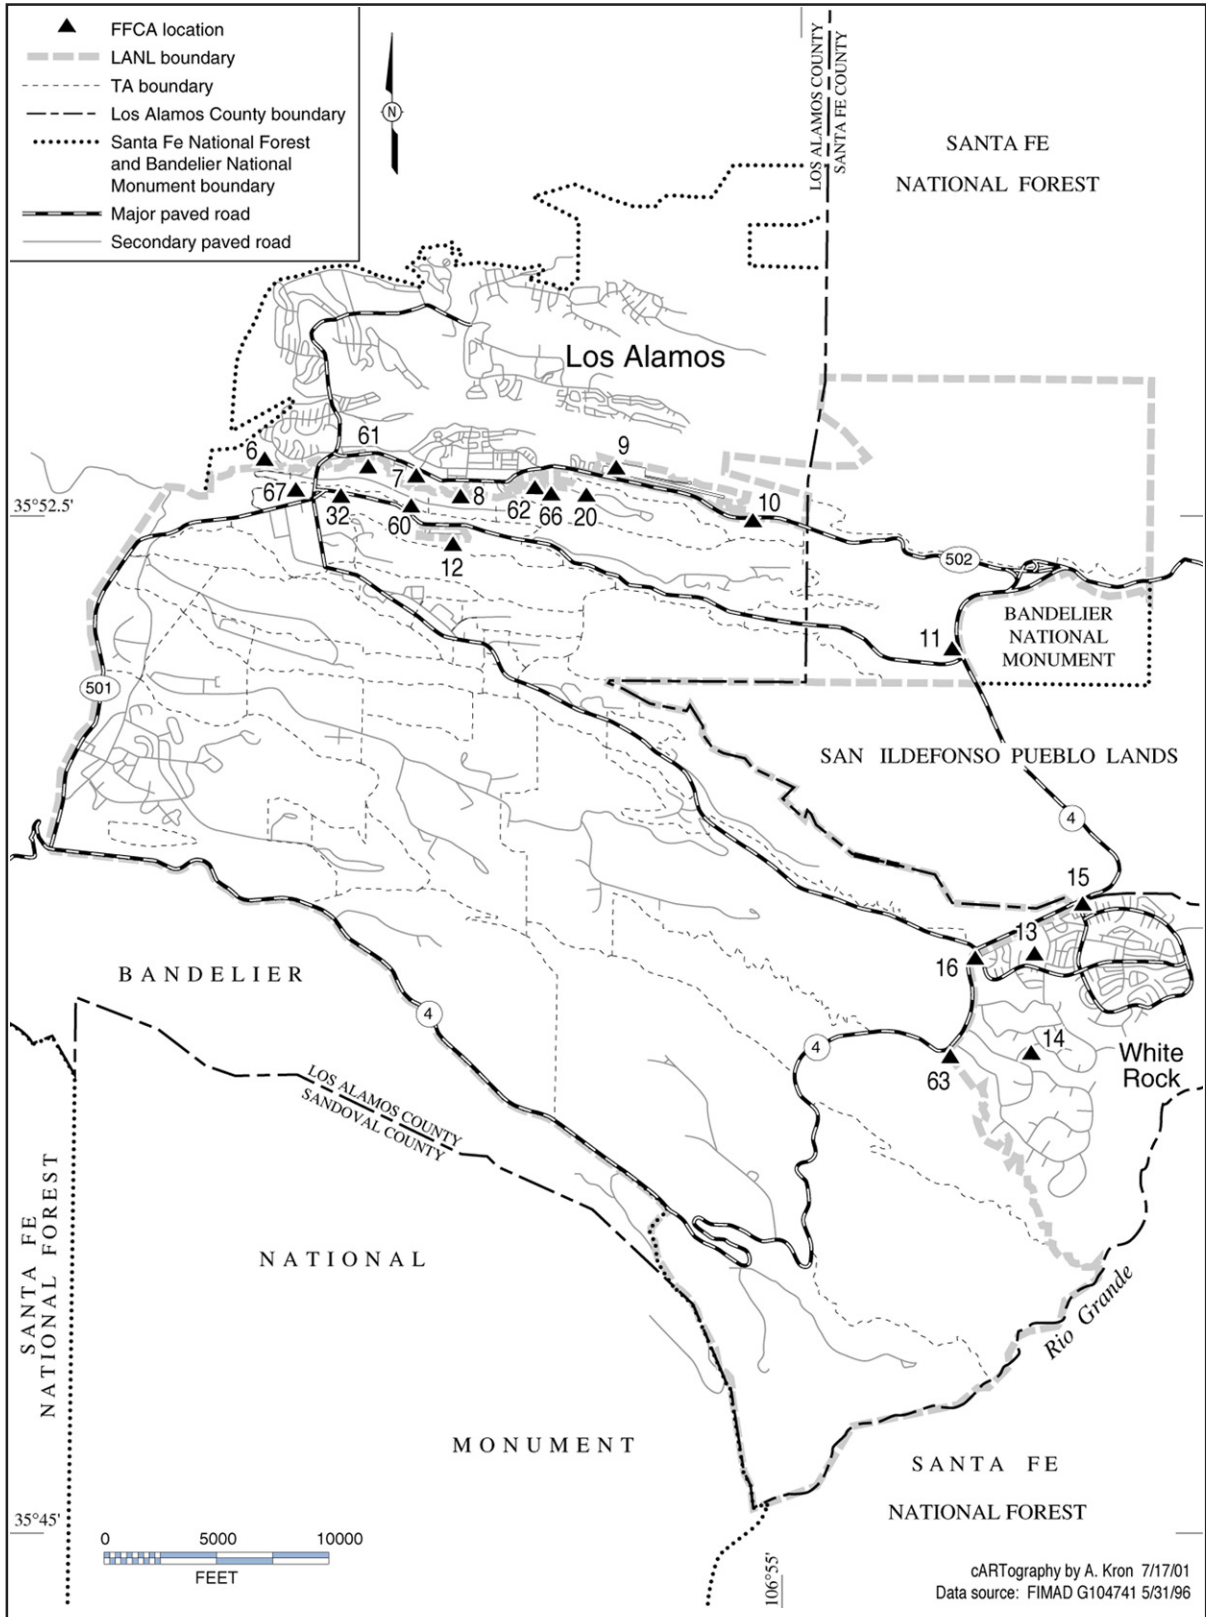 FFCA location
LANL boundary
TA boundary
Los Alamos County boundary
Santa Fe National Forest
and Bandelier National
Monument boundary
Major paved road
Secondary paved road
N
LOS ALAMOS COUNTY
SANTA FE COUNTY
SANTA FE
NATIONAL FOREST
Los Alamos
61
9
6
7
67
8
62
66
20
10
32
60
35°52.5'
12
502
BANDELIER
NATIONAL
MONUMENT
11
501
SAN ILDEFONSO PUEBLO LANDS
4
15
13
16
BANDELIER
4
4
14
White
Rock
63
LOS ALAMOS COUNTY
SANDOVAL COUNTY
SANTA FE
NATIONAL FOREST
NATIONAL
Rio Grande
MONUMENT
SANTA FE
NATIONAL FOREST
35°45'
0 5000 10000
FEET
106°55'
cARTography by A. Kron 7/17/01
Data source: FIMAD G104741 5/31/96